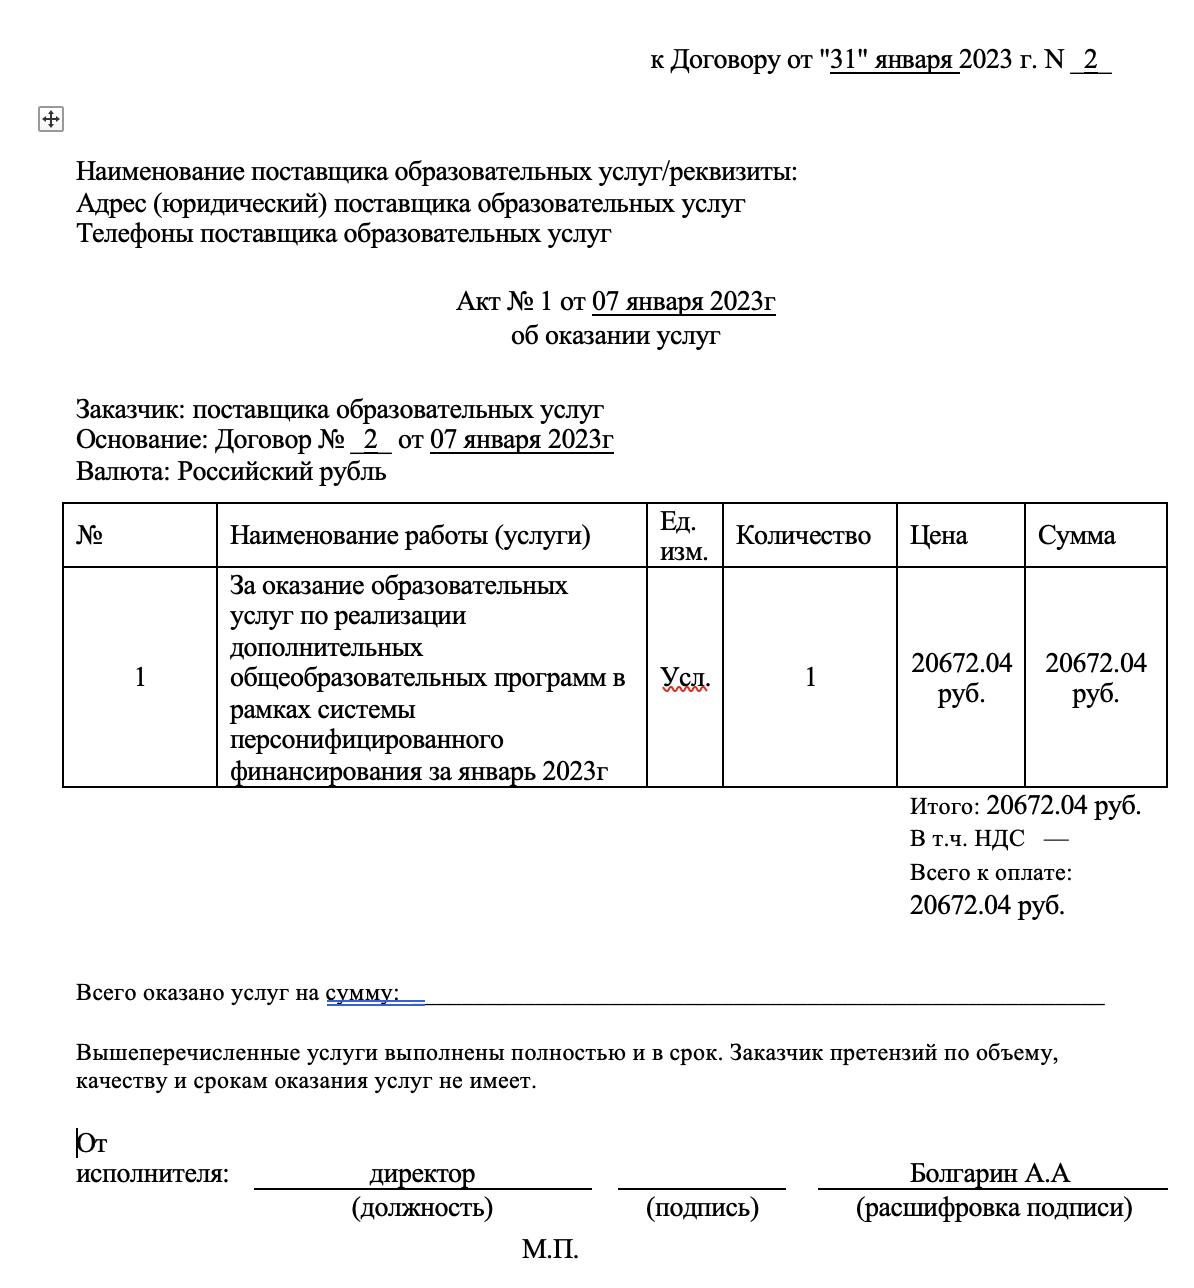 к Договору от "31" января 2023 г. N _2_
Наименование поставщика образовательных услуг/реквизиты:
Адрес (юридический) поставщика образовательных услуг
Телефоны поставщика образовательных услуг
Акт № 1 от 07 января 2023г
об оказании услуг
Заказчик: поставщика образовательных услуг
Основание: Договор № _2_ от 07 января 2023г
Валюта: Российский рубль
№ Наименование работы (услуги) Ед. изм. Количество Цена Сумма
1 За оказание образовательных услуг по реализации дополнительных общеобразовательных программ в рамках системы персонифицированного финансирования за январь 2023г Усл. 1 20672.04 руб. 20672.04 руб.
Итого: 20672.04 руб.
В т.ч. НДС —
Всего к оплате:
20672.04 руб.
Всего оказано услуг на сумму:
Вышеперечисленные услуги выполнены полностью и в срок. Заказчик претензий по объему,
качеству и срокам оказания услуг не имеет.
От
исполнителя: директор Болгарин А.А
(должность) (подпись) (расшифровка подписи)
М.П.